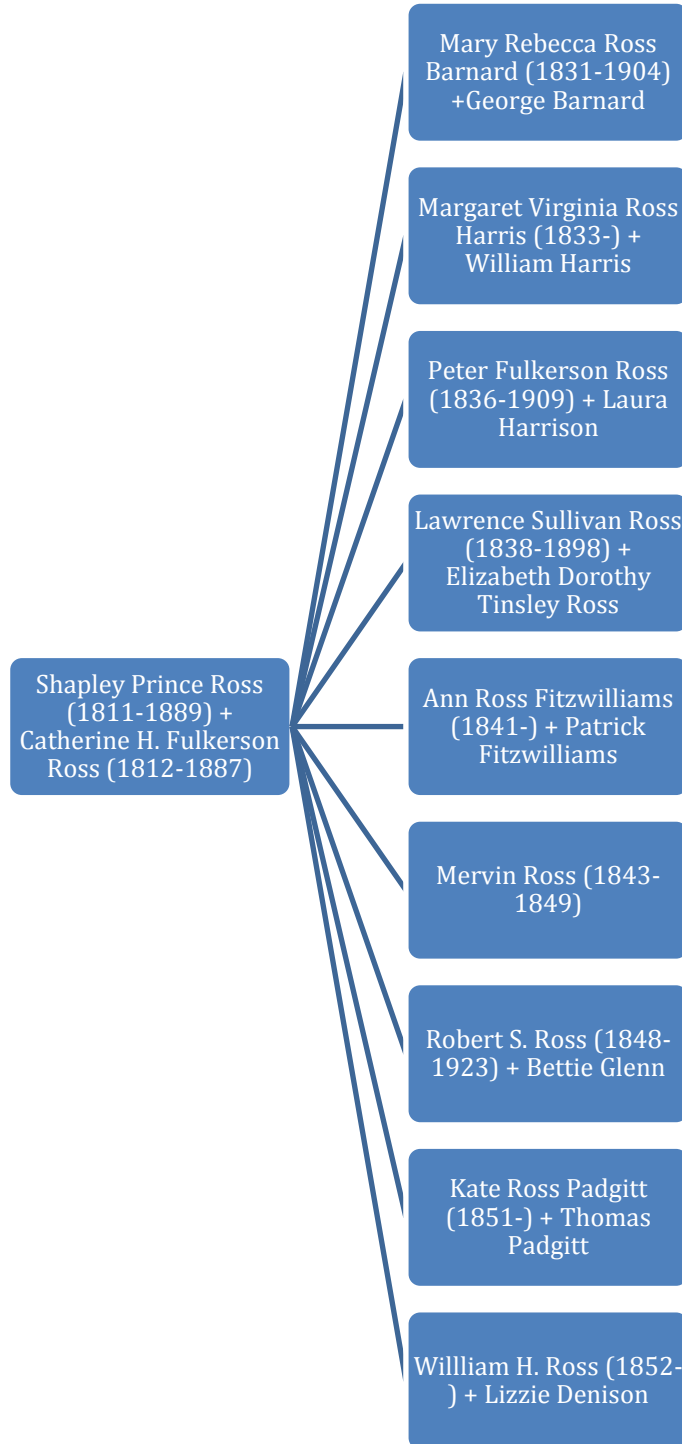 Mary Rebecca Ross
Barnard (1831-1904)
+George Barnard
Margaret Virginia Ross
Harris (1833-) +
William Harris
Peter Fulkerson Ross
(1836-1909) + Laura
Harrison
Lawrence Sullivan Ross
(1838-1898) +
Elizabeth Dorothy
Tinsley Ross
Shapley Prince Ross
(1811-1889) +
Catherine H. Fulkerson
Ross (1812-1887)
Ann Ross Fitzwilliams
(1841-) + Patrick
Fitzwilliams
Mervin Ross (1843-
1849)
Robert S. Ross (1848-
1923) + Bettie Glenn
Kate Ross Padgitt
(1851-) + Thomas
Padgitt
Willliam H. Ross (1852-
) + Lizzie Denison